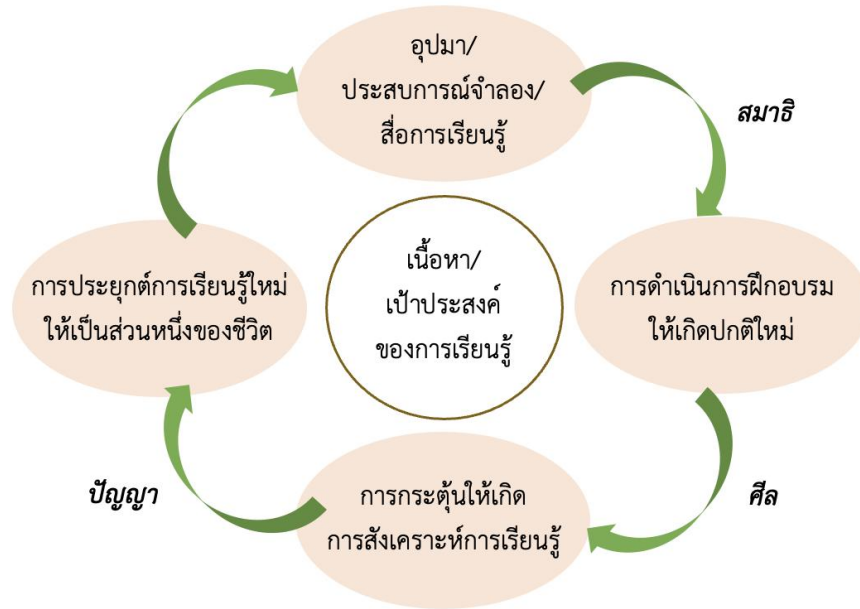 อุปมา/
ประสบการณ์จำลอง/
สื่อการเรียนรู้
สมาธิ
การประยุกต์การเรียนรู้ใหม่
ให้เป็นส่วนหนึ่งของชีวิต
เนื้อหา/
เป้าประสงค์
ของการเรียนรู้
การดำเนินการฝึกอบรม
ให้เกิดปกติใหม่
ปัญญา
การกระตุ้นให้เกิด
การสังเคราะห์การเรียนรู้
ศีล